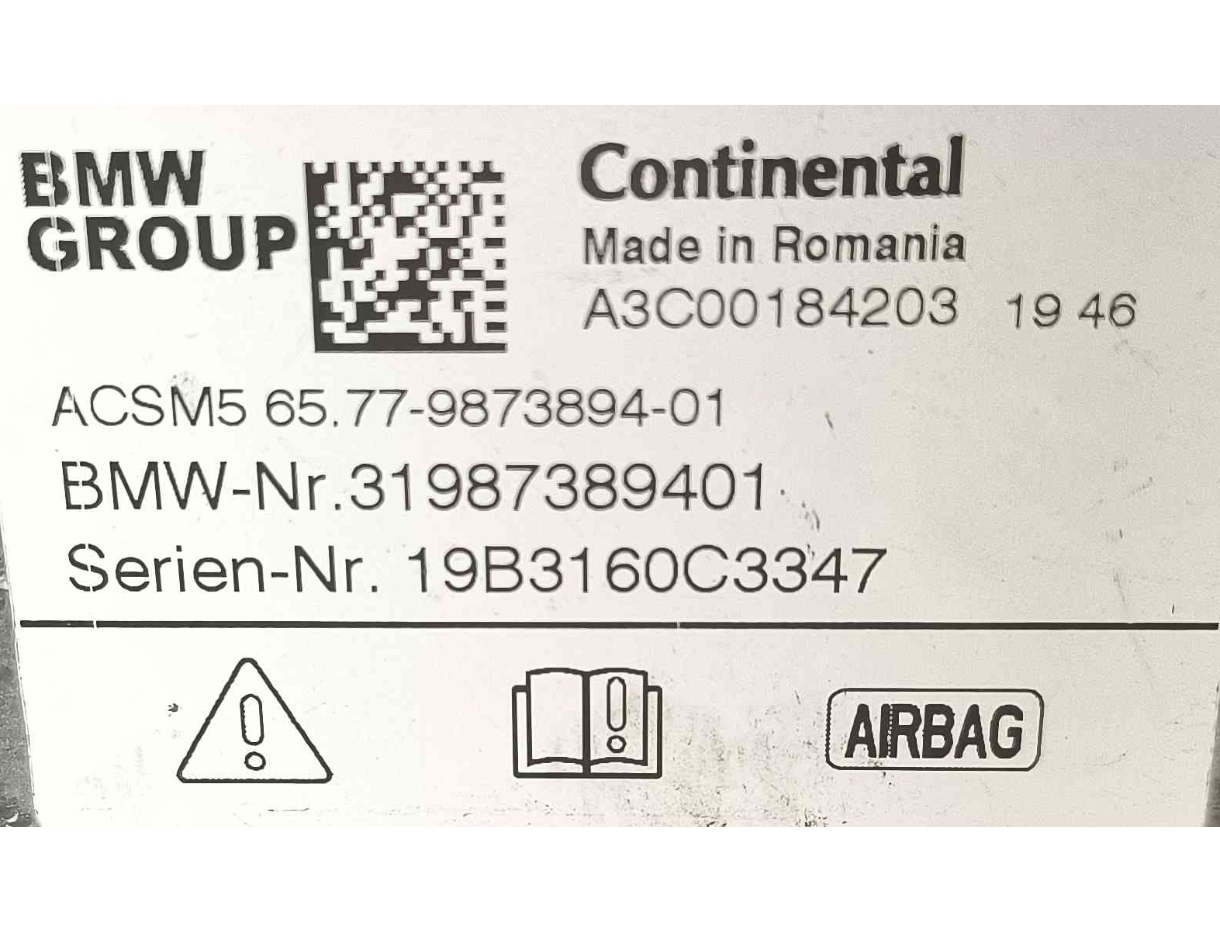 BMW
GROUP
Continental
Made in Romania
A3C00184203 19 46
ACSM5 65.77-9873894-01
BMW-Nr.31987389401
Serien-Nr. 19B3160C3347
AIRBAG